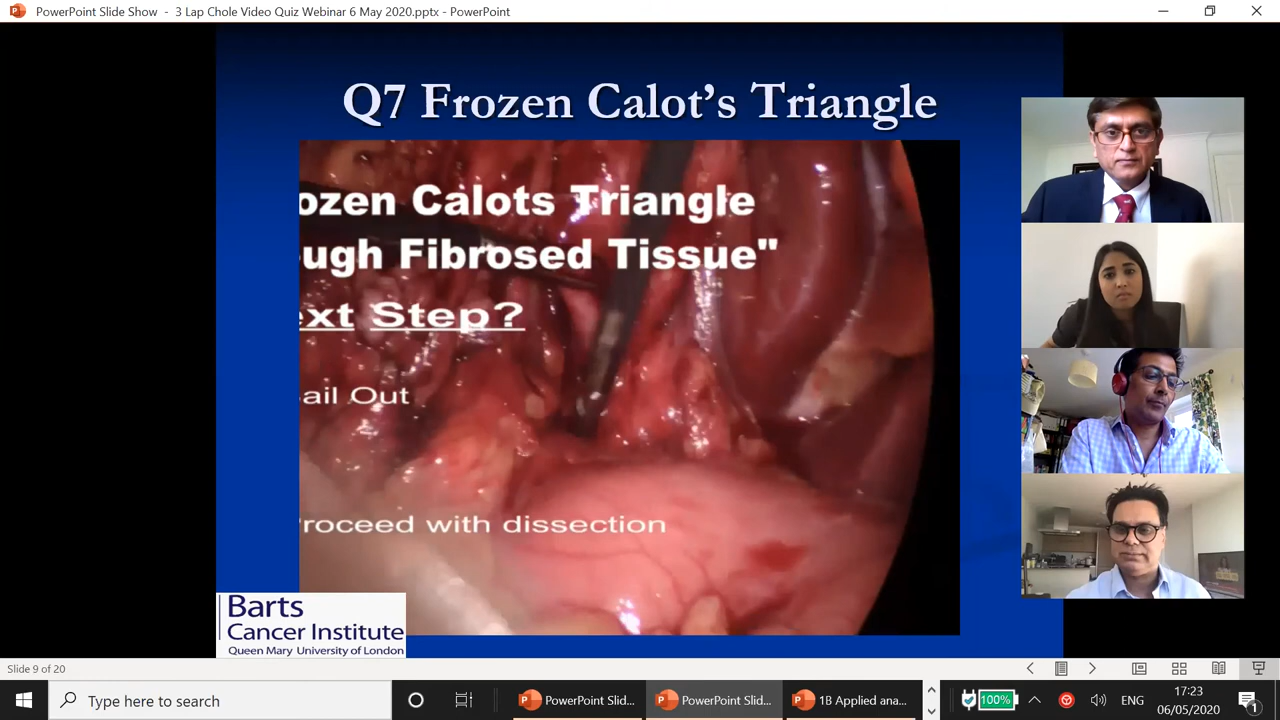 PowerPoint Slide Show - 3 Lap Chole Video Quiz Webinar 6 May 2020.pptx - PowerPoint
Q7 Frozen Calot's Triangle
ozen Calots Triangle
ugh Fibrosed Tissue"
ext Step?
ail Out
roceed with dissection
Barts
Cancer Institute
Queen Mary University of London
Slide 9 of 20
Type here to search
PowerPoint Slid...
PowerPoint Slid...
1B Applied ana...
100%
ENG
17:23
06/05/2020
1